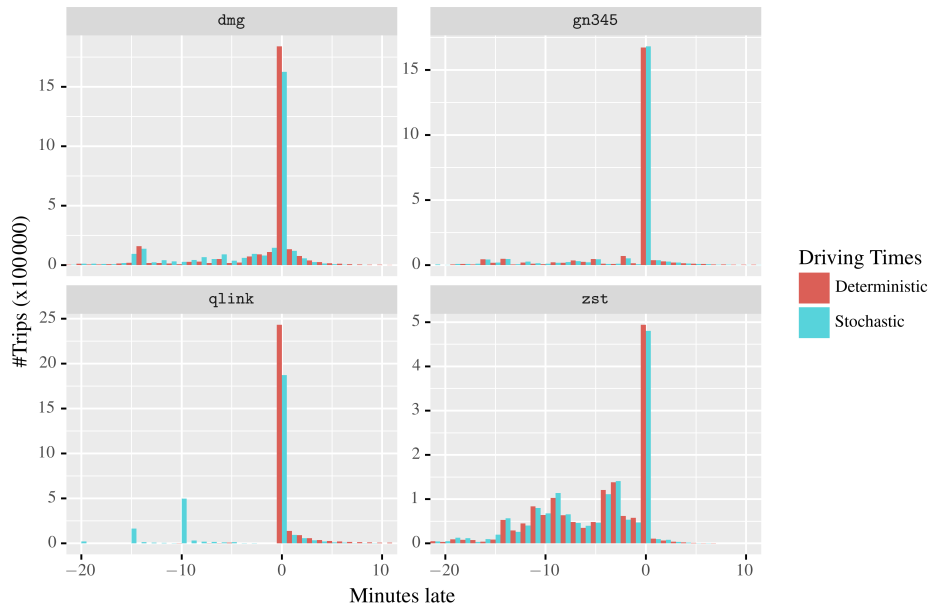 dmg
gn345
15
10
5
0
15
10
5
0
#Trips (x100000)
qlink
zst
25
20
15
10
5
0
5
4
3
2
1
0
−20 −10 0 10
−20 −10 0 10
Minutes late
Driving Times
Deterministic
Stochastic